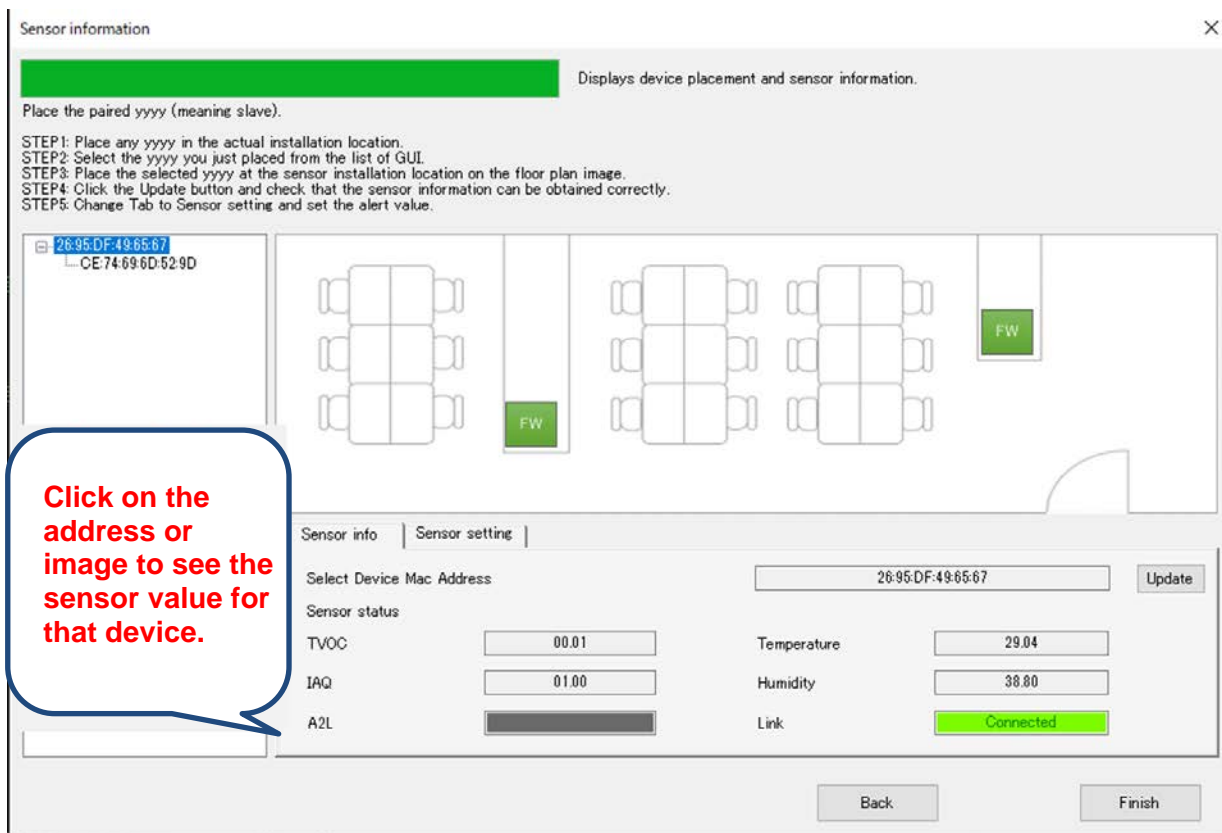 Sensor information
Displays device placement and sensor information.
Place the paired yyyy (meaning slave).
STEP1: Place any yyyy in the actual installation location.
STEP2: Select the yyyy you just placed from the list of GUI.
STEP3: Place the selected yyyy at the sensor installation location on the floor plan image.
STEP4: Click the Update button and check that the sensor information can be obtained correctly.
STEP5: Change Tab to Sensor setting and set the alert value.
26:95:DF:49:65:67
CE:74:69:6D:52:9D
FW
FW
Click on the
address or
image to see the
sensor value for
that device.
Sensor info Sensor setting
Select Device Mac Address 26:95:DF:49:65:67 Update
Sensor status
TVOC 00.01 Temperature 29.04
IAQ 01.00 Humidity 38.80
A2L Link Connected
Back Finish